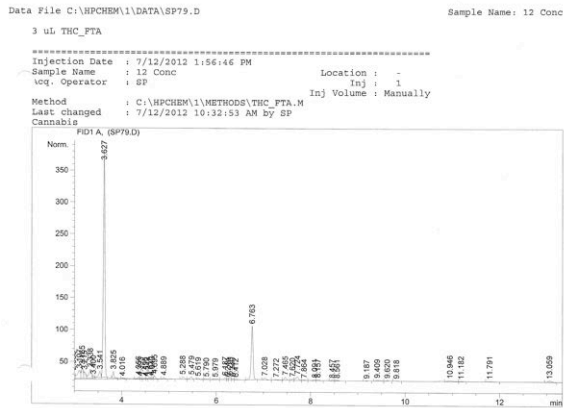 Data File C:\HPCHEM\1\DATA\SP79.D Sample Name: 12 Conc
3 uL THC_FTA
Injection Date : 7/12/2012 1:56:46 PM
Sample Name : 12 Conc Location : -
Acq. Operator : SP Inj : 1
Inj Volume : Manually
Method : C:\HPCHEM\1\METHODS\THC_FTA.M
Last changed : 7/12/2012 10:32:53 AM by SP
Cannabis
FID1 A, (SP79.D)
Norm.
350
300
250
200
150
100
50
3.541
3.627
3.825
4.016
4.889
5.288
5.479
5.619
5.790
5.979
6.763
7.028
7.272
7.485
7.724
7.864
8.157
8.457
9.187
9.409
9.620
9.818
10.946
11.182
11.791
13.059
4 6 8 10 12 min